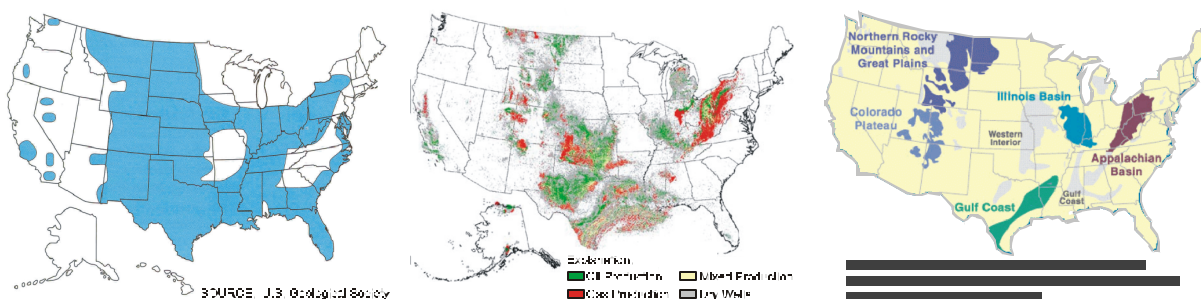 SOURCE: U.S. Geological Society
Explanation:
Oil Production
Mixed Production
Gas Production
Dry Wells
Northern Rocky
Mountains and
Great Plains
Illinois Basin
Colorado
Plateau
Western
Interior
Appalachian
Basin
Gulf Coast
Gulf
Coast